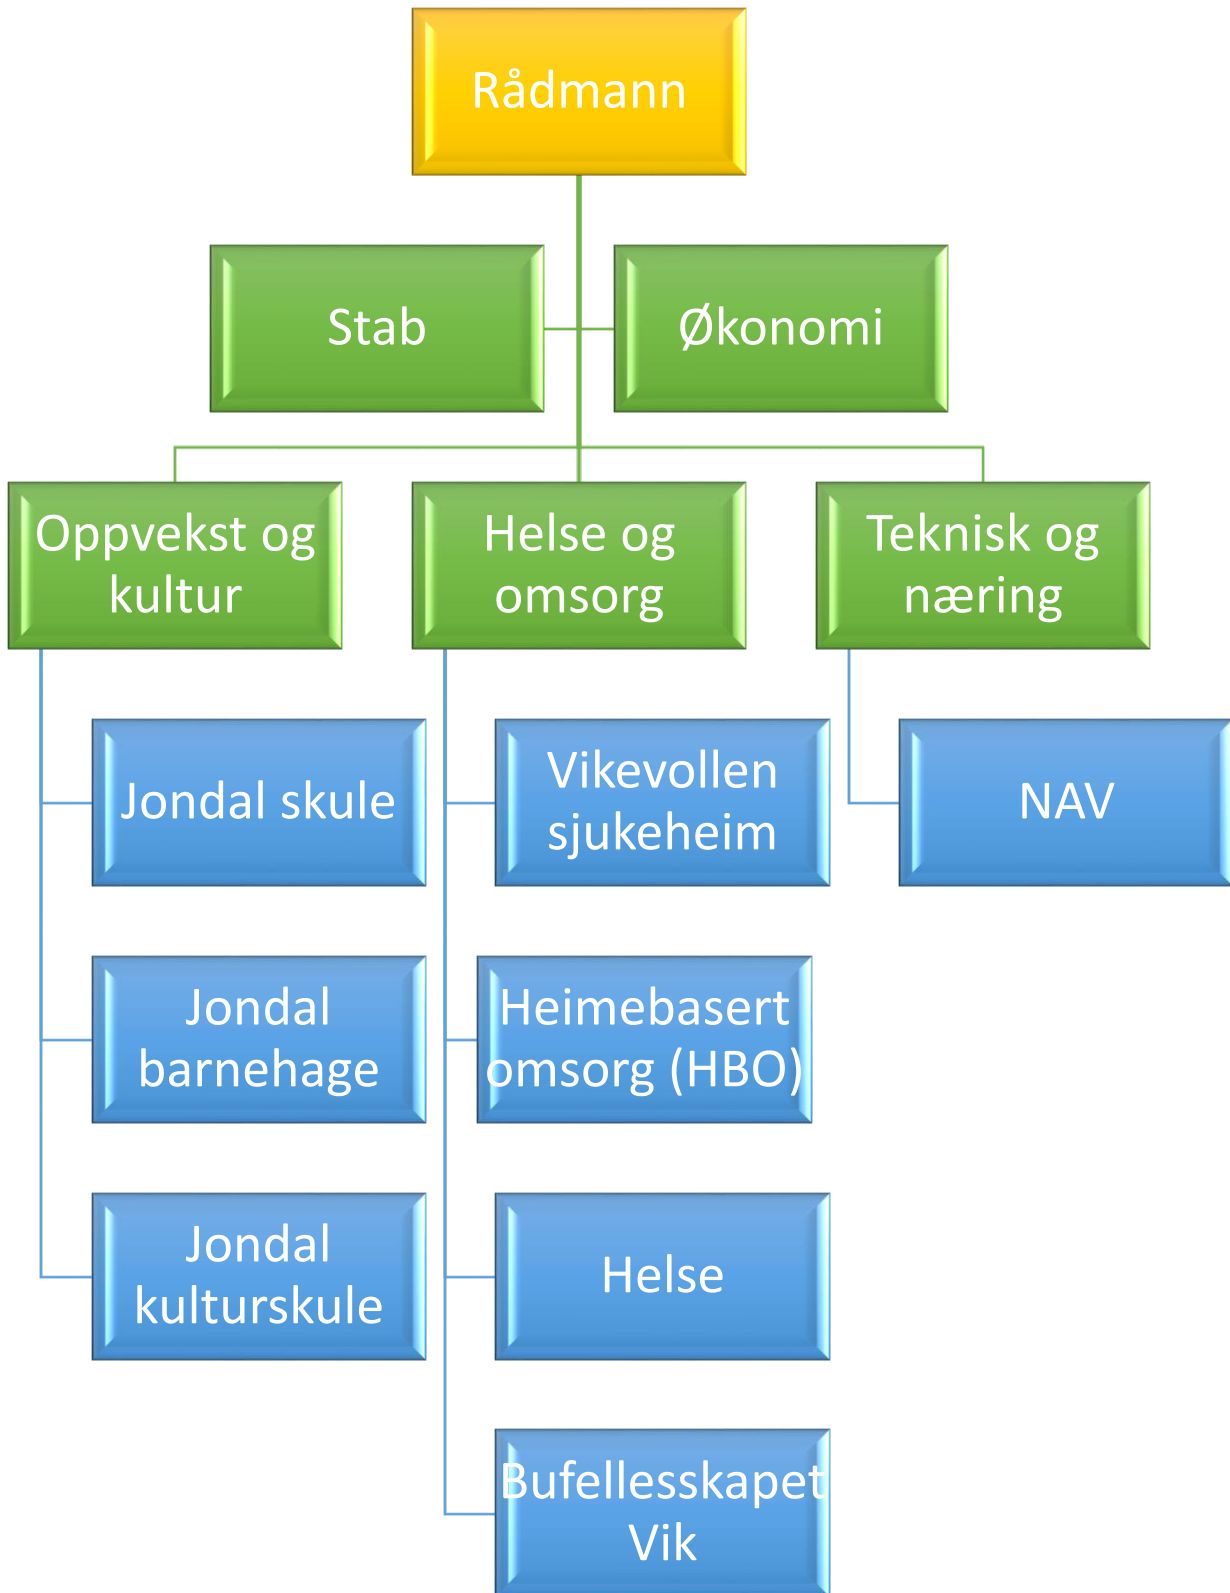 Rådmann
Stab
Økonomi
Oppvekst og
kultur
Helse og
omsorg
Teknisk og
næring
Jondal skule
Vikevollen
sjukeheim
NAV
Jondal
barnehage
Heimebasert
omsorg (HBO)
Jondal
kulturskule
Helse
Bufellesskapet
Vik